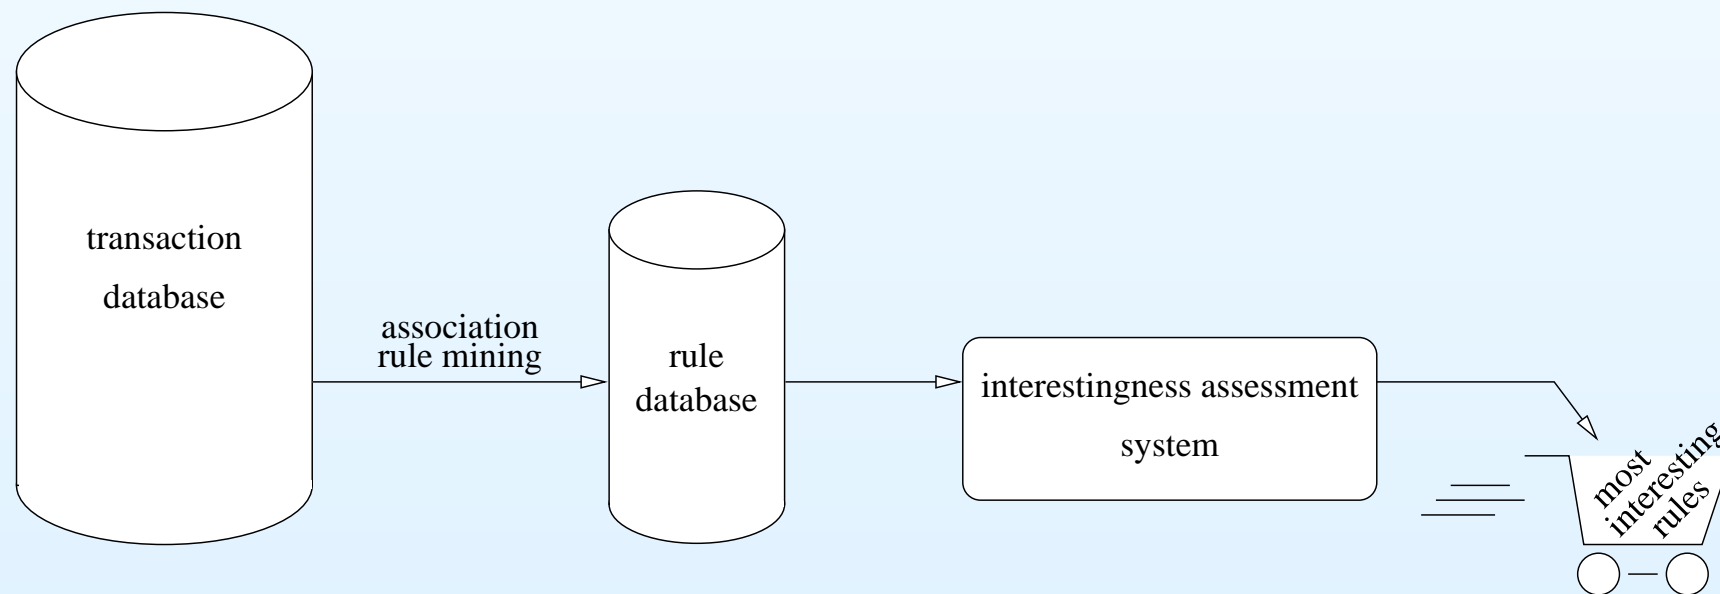 transaction
database
association
rule mining
rule
database
interestingness assessment
system
most
interesting
rules